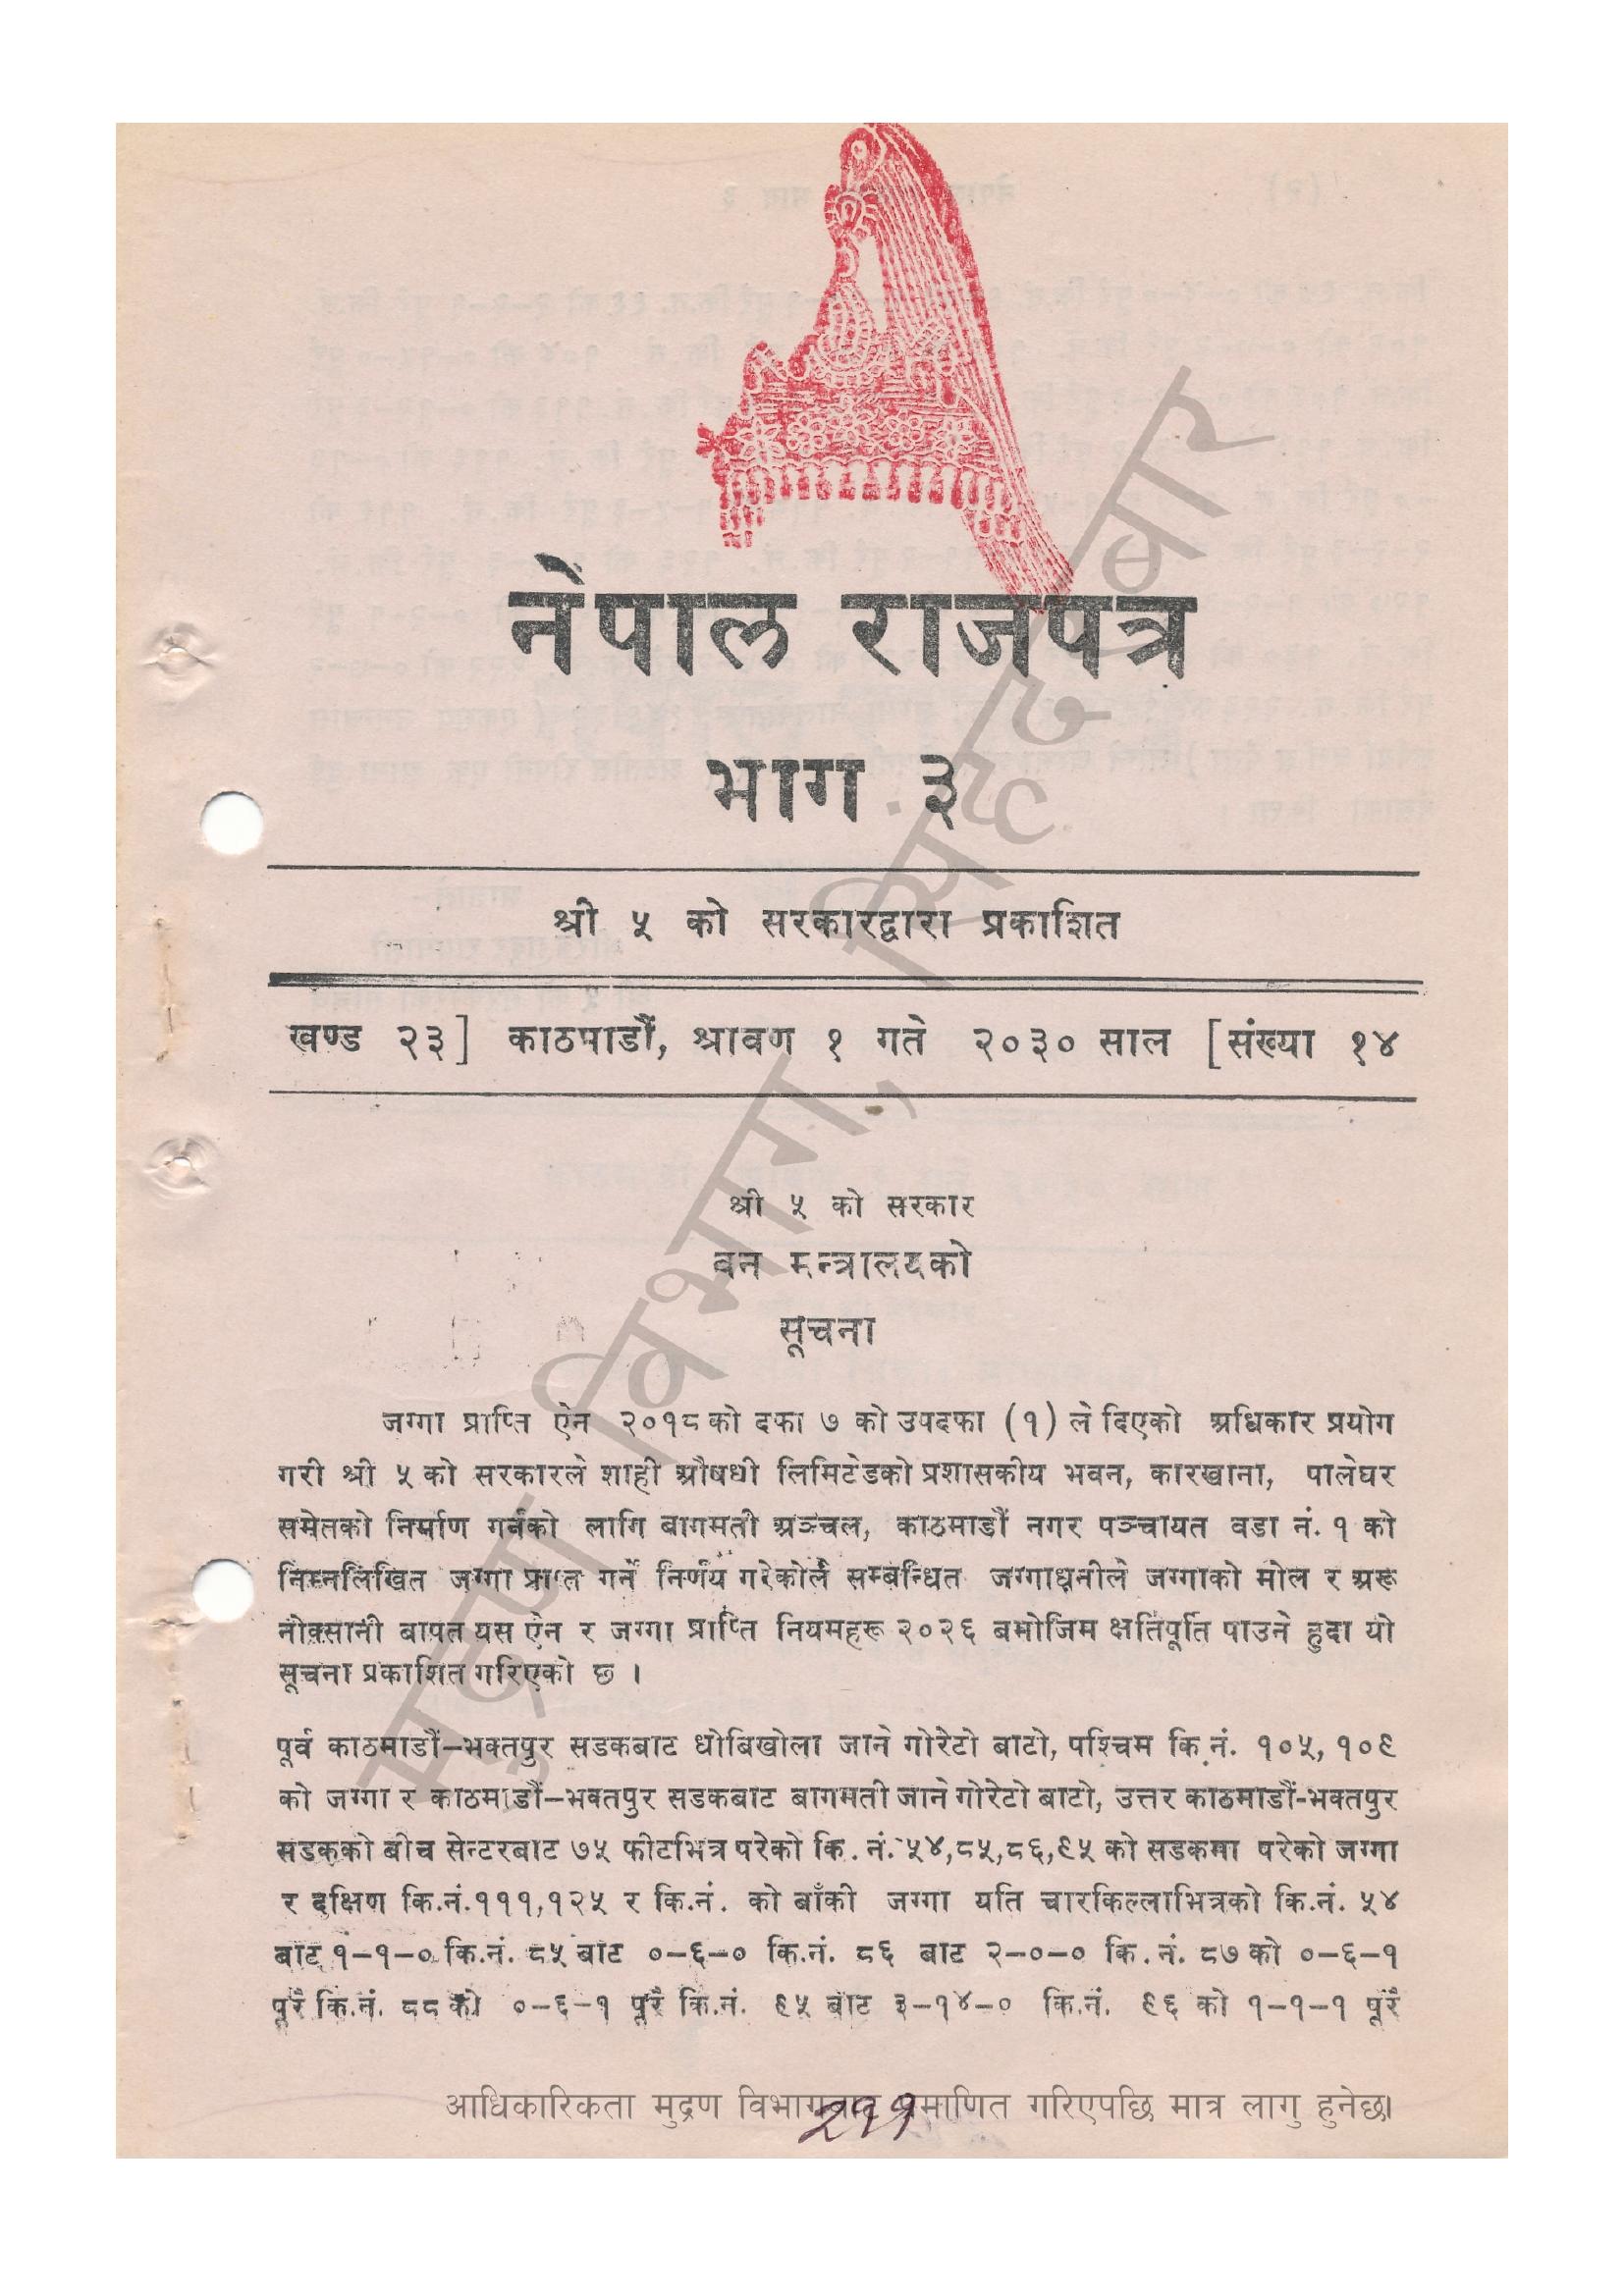 नेपाल राजपत्र
भाग ३
श्री ५ को सरकारद्वारा प्रकाशित
खण्ड २३] काठपाडौं, श्रावण १ गते २०३० साल [संख्या १४
श्री ५ को सरकार
वन मन्त्रालयको
सूचना
जग्गा प्राप्ति ऐन २०१८ को दफा ७ को उपदफा (१) ले दिएको अधिकार प्रयोग
गरी श्री ५ को सरकारले शाही औषधी लिमिटेडको प्रशासकीय भवन, कारखाना, पालेघर
समेतको निर्माण गर्नको लागि बागमती अञ्चल, काठमाडौं नगर पञ्चायत वडा नं. १ को
निम्नलिखित जग्गा प्राप्त गर्ने निर्णय गरेकोले सम्बन्धित जग्गाधनीले जग्गाको मोल र अरू
नोक्सानी बापत यस ऐन र जग्गा प्राप्ति नियमहरू २०२६ बमोजिम क्षतिपूर्ति पाउने हुदा यो
सूचना प्रकाशित गरिएको छ ।
पूर्व काठमाडौं–भक्तपुर सडकबाट धोबिखोला जाने गोरेटो बाटो, पश्चिम कि.नं. १०५, १०९
को जग्गा र काठमाडौं–भक्तपुर सडकबाट बागमती जाने गोरेटो बाटो, उत्तर काठमाडौं-भक्तपुर
सडकको बीच सेन्टरबाट ७५ फीटभित्र परेको कि. नं. ५४,८५,८६,९५ को सडकमा परेको जग्गा
र दक्षिण कि.नं.१११,१२५ र कि.नं. को बाँकी जग्गा यति चारकिल्लाभित्रको कि.नं. ५४
बाट १–१–० कि.नं. ८५ बाट ०–६–० कि.नं. ८६ बाट २–०–० कि. नं. ८७ को ०–६–१
पूरै कि.नं. ८८ को ०–६–१ पूरै कि.नं. ९५ बाट ३–१४–० कि.नं. ९६ को १–१–१ पूरै
आधिकारिकता मुद्रण विभागबाट प्रमाणित गरिएपछि मात्र लागु हुनेछ।
२११
मुद्रण विभाग, सिंहदरबार